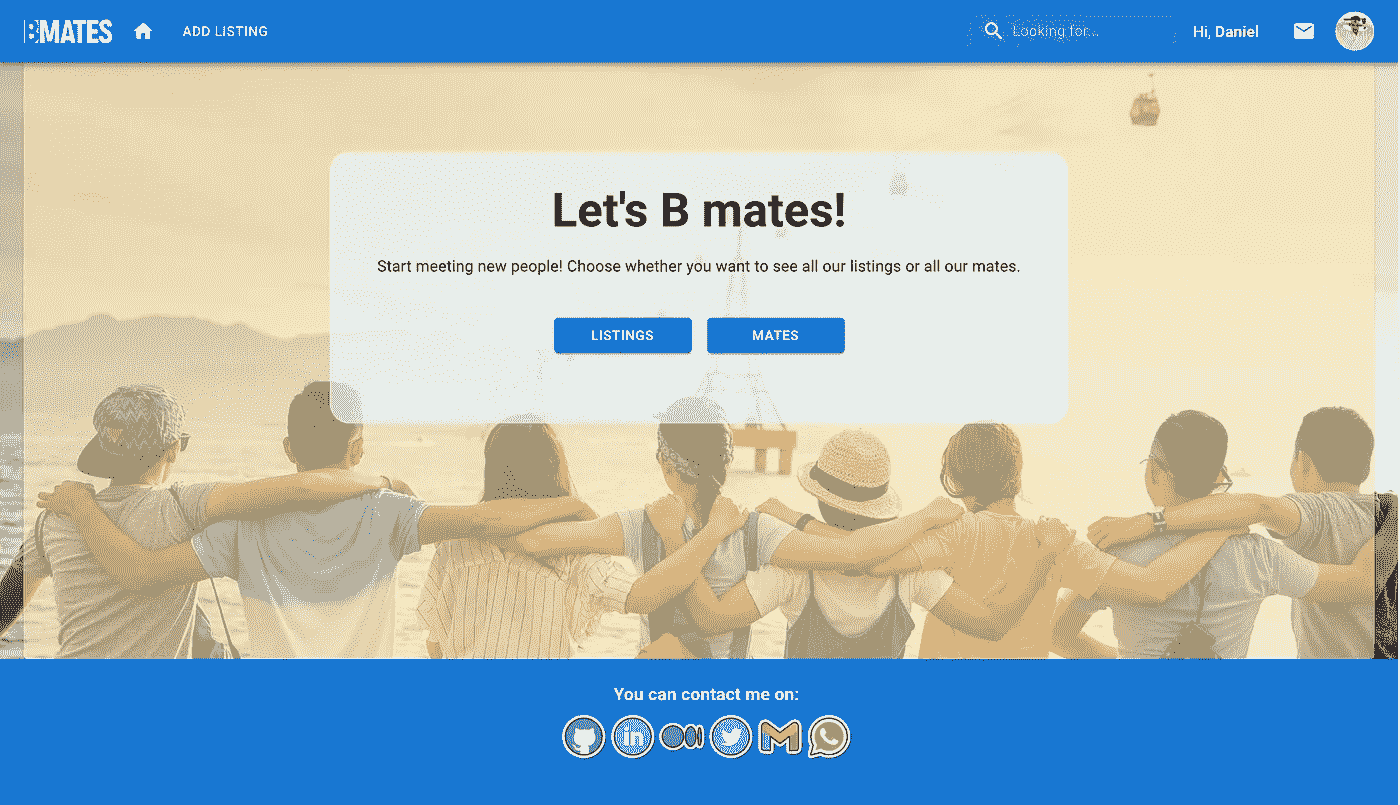 BMATES
ADD LISTING
Looking for...
Hi, Daniel
Let's B mates!
Start meeting new people! Choose whether you want to see all our listings or all our mates.
LISTINGS
MATES
You can contact me on:
in